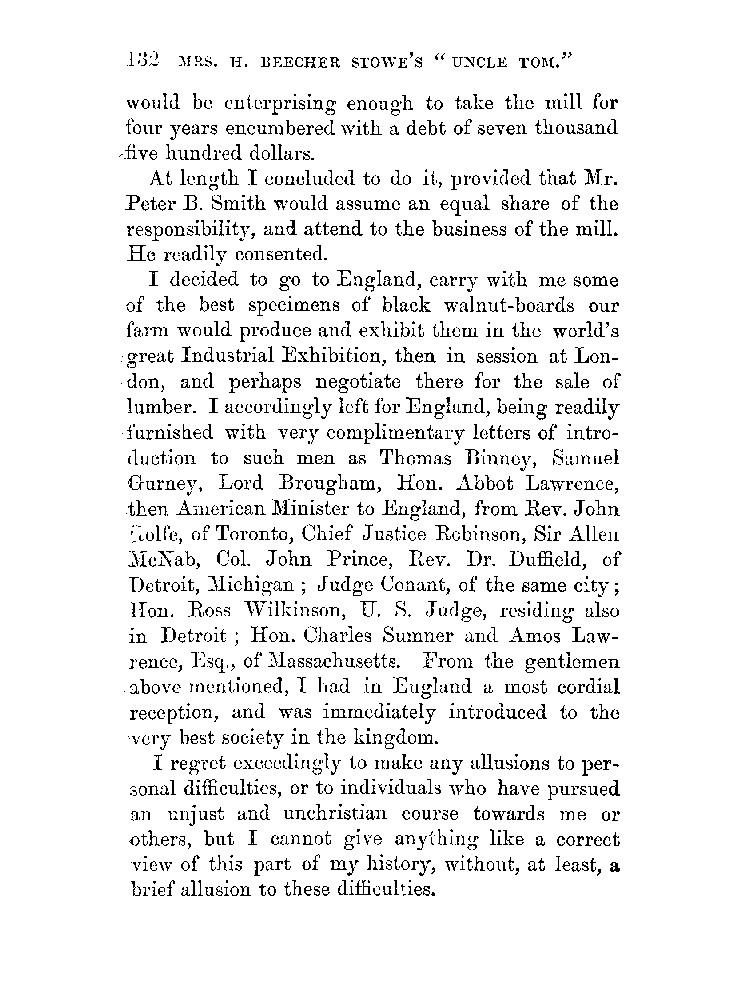 132 MRS. H. BEECHER STOWE'S "UNCLE TOM."
would be enterprising enough to take the mill for
four years encumbered with a debt of seven thousand
five hundred dollars.
At length I concluded to do it, provided that Mr.
Peter B. Smith would assume an equal share of the
responsibility, and attend to the business of the mill.
He readily consented.
I decided to go to England, carry with me some
of the best specimens of black walnut-boards our
farm would produce and exhibit them in the world's
great Industrial Exhibition, then in session at Lon-
don, and perhaps negotiate there for the sale of
lumber. I accordingly left for England, being readily
furnished with very complimentary letters of intro-
duction to such men as Thomas Binney, Samuel
Gurney, Lord Brougham, Hon. Abbot Lawrence,
then American Minister to England, from Rev. John
Rolfe, of Toronto, Chief Justice Robinson, Sir Allen
McNab, Col. John Prince, Rev. Dr. Duffield, of
Detroit, Michigan ; Judge Conant, of the same city ;
Hon. Ross Wilkinson, U. S. Judge, residing also
in Detroit ; Hon. Charles Sumner and Amos Law-
rence, Esq., of Massachusetts. From the gentlemen
above mentioned, I had in England a most cordial
reception, and was immediately introduced to the
very best society in the kingdom.
I regret exceedingly to make any allusions to per-
sonal difficulties, or to individuals who have pursued
an unjust and unchristian course towards me or
others, but I cannot give anything like a correct
view of this part of my history, without, at least, a
brief allusion to these difficulties.